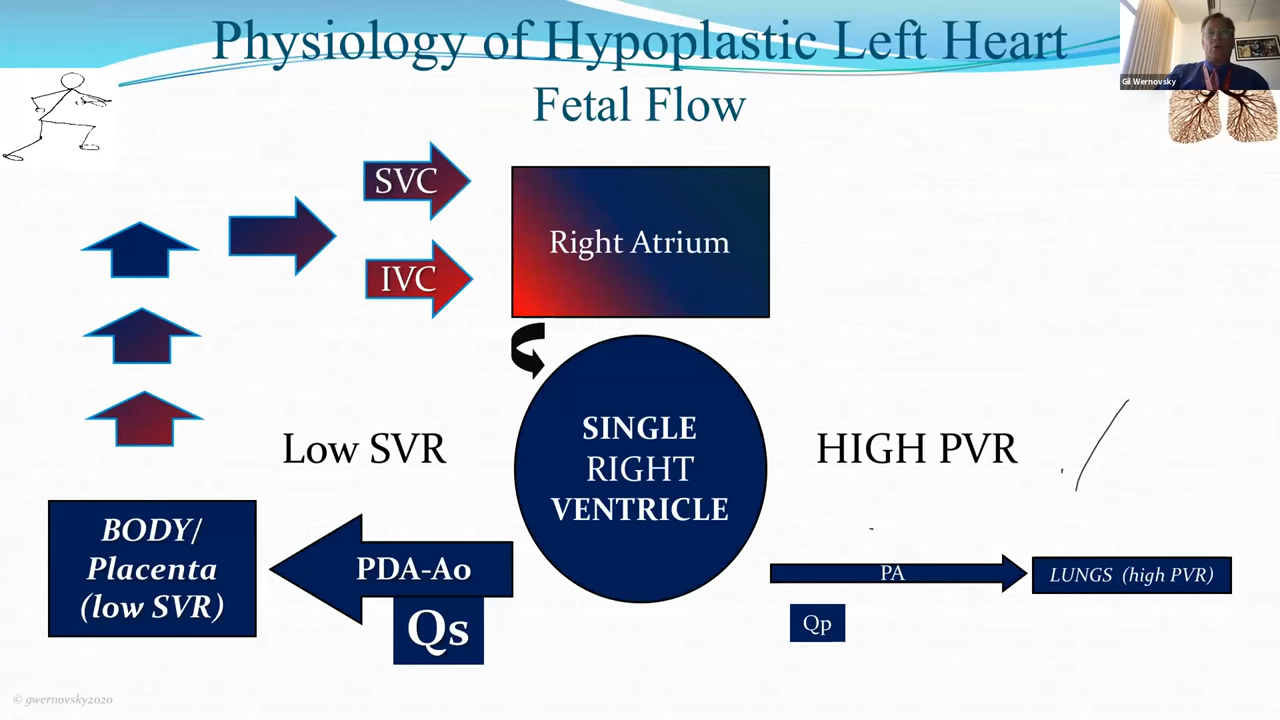 Physiology of Hypoplastic Left Heart
Fetal Flow
Gil Wernovsky
SVC
IVC
Right Atrium
SINGLE
RIGHT
VENTRICLE
Low SVR
HIGH PVR
BODY/
Placenta
(low SVR)
PDA-Ao
Qs
PA
LUNGS (high PVR)
Qp
© gwernovsky2020